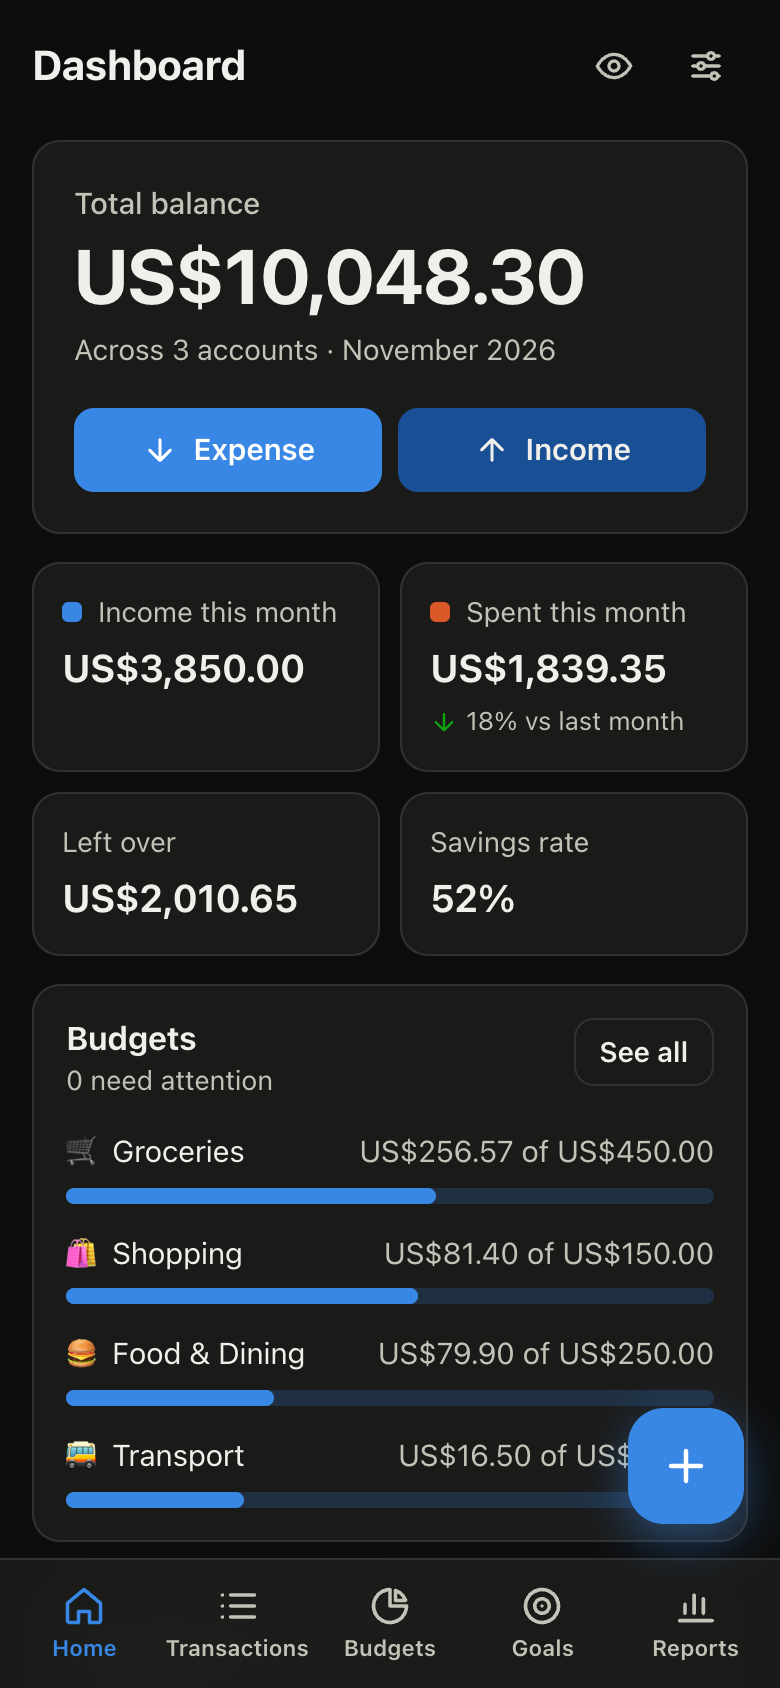 Dashboard
Total balance
US$10,048.30
Across 3 accounts · November 2026
Expense
Income
Income this month
US$3,850.00
Spent this month
US$1,839.35
18% vs last month
Left over
US$2,010.65
Savings rate
52%
Budgets
See all
0 need attention
Groceries US$256.57 of US$450.00
Shopping US$81.40 of US$150.00
Food & Dining US$79.90 of US$250.00
Transport US$16.50 of US$
Home
Transactions
Budgets
Goals
Reports